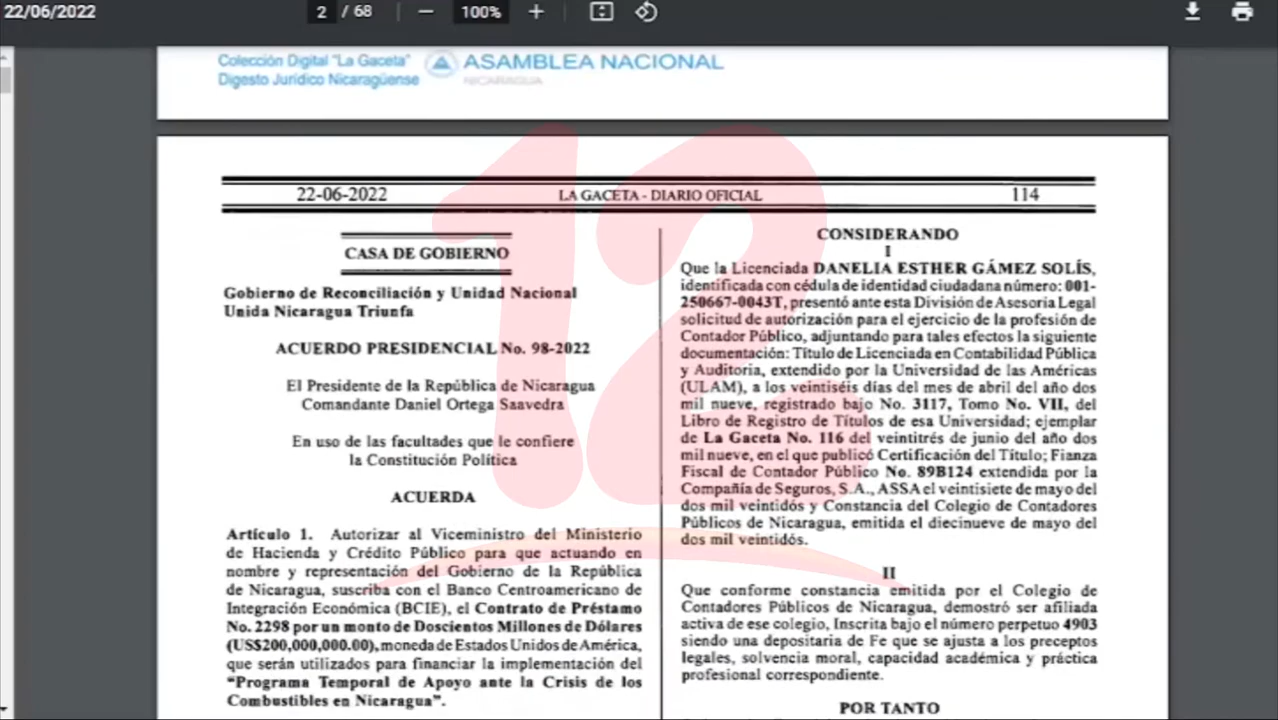 22/06/2022
2 / 68
100%
Colección Digital "La Gaceta"
Digesto Jurídico Nicaragüense
ASAMBLEA NACIONAL
NICARAGUA
22-06-2022
LA GACETA - DIARIO OFICIAL
114
CASA DE GOBIERNO
Gobierno de Reconciliación y Unidad Nacional
Unida Nicaragua Triunfa
ACUERDO PRESIDENCIAL No. 98-2022
El Presidente de la República de Nicaragua
Comandante Daniel Ortega Saavedra
En uso de las facultades que le confiere
la Constitución Política
ACUERDA
Artículo 1. Autorizar al Viceministro del Ministerio
de Hacienda y Crédito Público para que actuando en
nombre y representación del Gobierno de la República
de Nicaragua, suscriba con el Banco Centroamericano de
Integración Económica (BCIE), el Contrato de Préstamo
No. 2298 por un monto de Doscientos Millones de Dólares
(US$200,000,000.00), moneda de Estados Unidos de América,
que serán utilizados para financiar la implementación del
“Programa Temporal de Apoyo ante la Crisis de los
Combustibles en Nicaragua”.
CONSIDERANDO
I
Que la Licenciada DANELIA ESTHER GÁMEZ SOLÍS,
identificada con cédula de identidad ciudadana número: 001-
250667-0043T, presentó ante esta División de Asesoría Legal
solicitud de autorización para el ejercicio de la profesión de
Contador Público, adjuntando para tales efectos la siguiente
documentación: Título de Licenciada en Contabilidad Pública
y Auditoria, extendido por la Universidad de las Américas
(ULAM), a los veintiséis días del mes de abril del año dos
mil nueve, registrado bajo No. 3117, Tomo No. VII, del
Libro de Registro de Títulos de esa Universidad; ejemplar
de La Gaceta No. 116 del veintitrés de junio del año dos
mil nueve, en el que publicó Certificación del Título; Fianza
Fiscal de Contador Público No. 89B124 extendida por la
Compañía de Seguros, S.A., ASSA el veintisiete de mayo del
dos mil veintidós y Constancia del Colegio de Contadores
Públicos de Nicaragua, emitida el diecinueve de mayo del
dos mil veintidós.
II
Que conforme constancia emitida por el Colegio de
Contadores Públicos de Nicaragua, demostró ser afiliada
activa de ese colegio, Inscrita bajo el número perpetuo 4903
siendo una depositaria de Fe que se ajusta a los preceptos
legales, solvencia moral, capacidad académica y práctica
profesional correspondiente.
POR TANTO
12